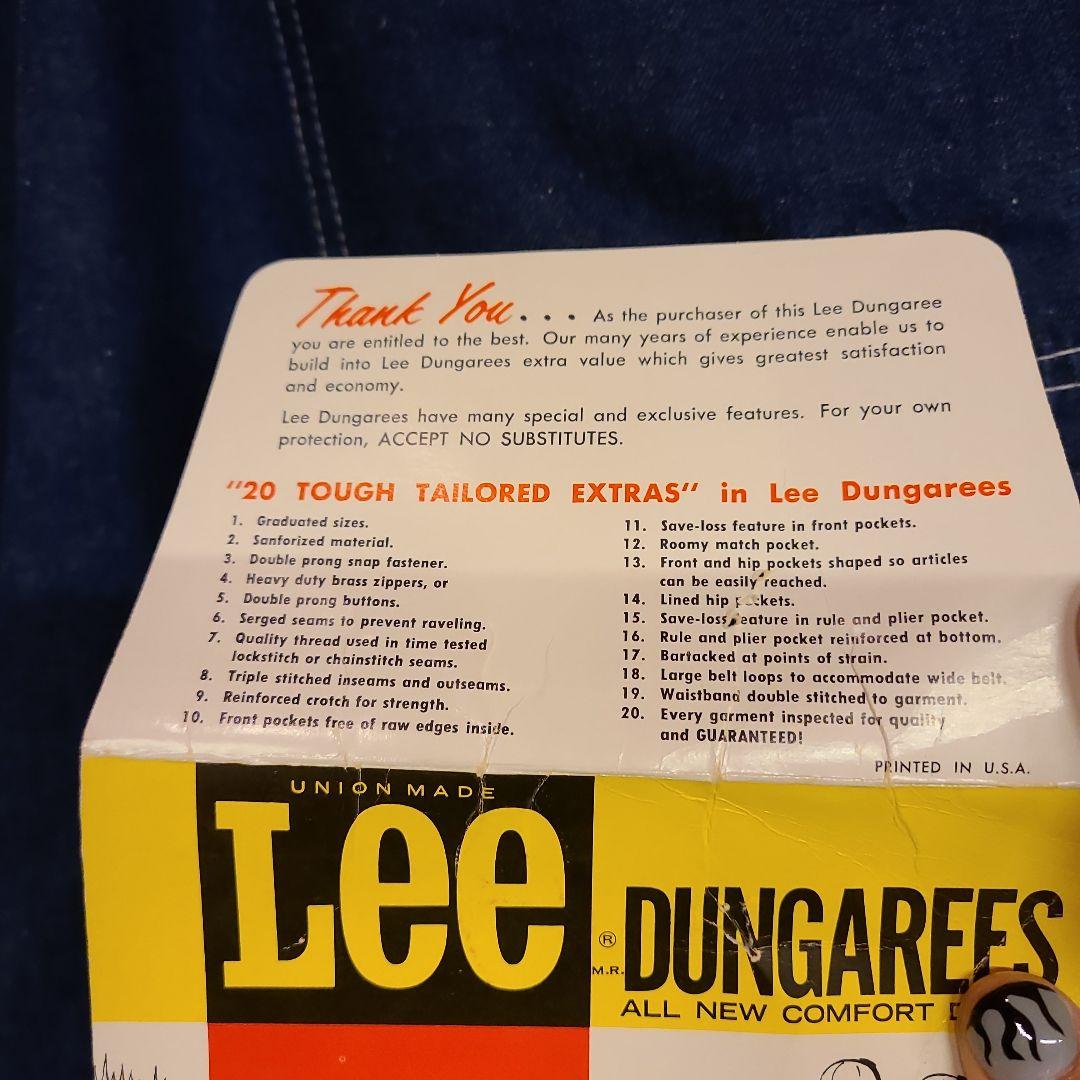 Thank You . . . As the purchaser of this Lee Dungaree
you are entitled to the best. Our many years of experience enable us to
build into Lee Dungarees extra value which gives greatest satisfaction
and economy.
Lee Dungarees have many special and exclusive features. For your own
protection, ACCEPT NO SUBSTITUTES.
"20 TOUGH TAILORED EXTRAS" in Lee Dungarees
1. Graduated sizes.
2. Sanforized material.
3. Double prong snap fastener.
4. Heavy duty brass zippers, or
5. Double prong buttons.
6. Serged seams to prevent raveling.
7. Quality thread used in time tested
lockstitch or chainstitch seams.
8. Triple stitched inseams and outseams.
9. Reinforced crotch for strength.
10. Front pockets free of raw edges inside.
11. Save-loss feature in front pockets.
12. Roomy match pocket.
13. Front and hip pockets shaped so articles
can be easily reached.
14. Lined hip pockets.
15. Save-loss feature in rule and plier pocket.
16. Rule and plier pocket reinforced at bottom.
17. Bartacked at points of strain.
18. Large belt loops to accommodate wide belt.
19. Waistband double stitched to garment.
20. Every garment inspected for quality
and GUARANTEED!
PRINTED IN U.S.A.
UNION MADE
Lee
®
M.R.
DUNGAREES
ALL NEW COMFORT